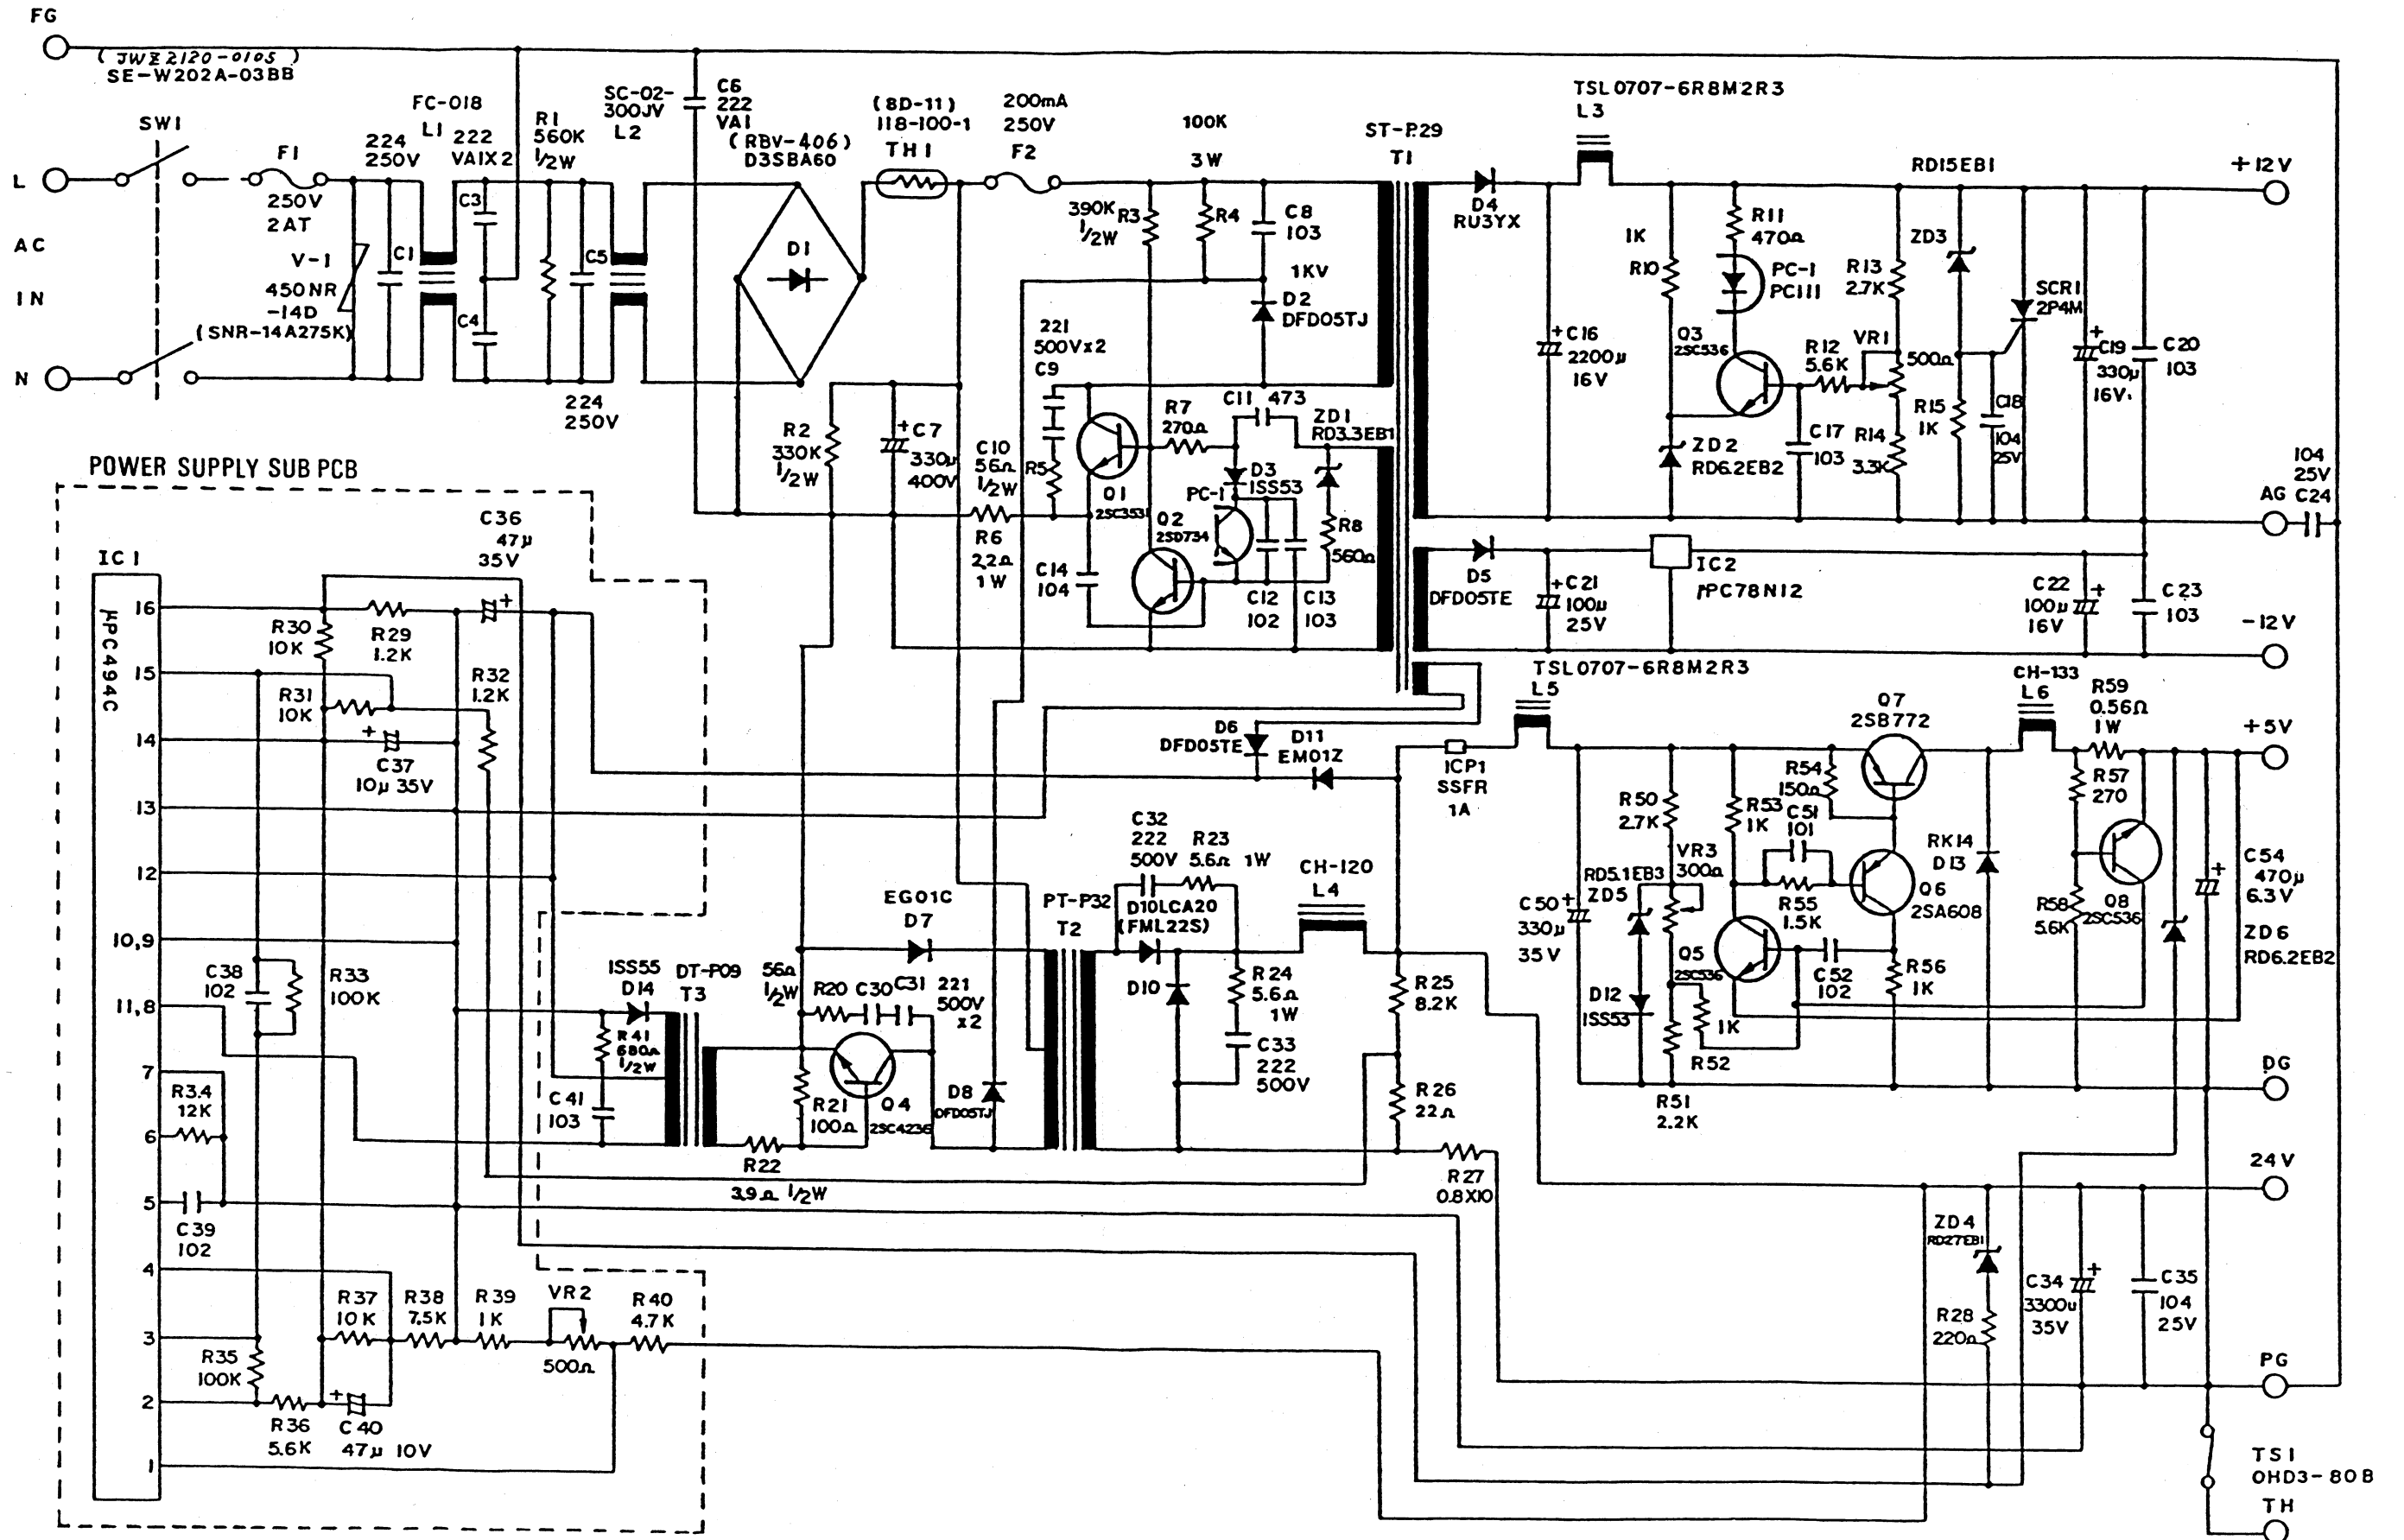 FG
( JWZ2120-0105 )
SE-W202A-03BB
SW1
L
AC
IN
N
F1
250V
2AT
V-1
450NR
-14D
(SNR-14A275K)
224
250V
C1
FC-018
L1
222
VA1X2
C3
C4
R1
560K
1/2W
C5
224
250V
SC-02-
300JV
L2
C6
222
VA1
(RBV-406)
D3SBA60
D1
(8D-11)
118-100-1
TH1
200mA
250V
F2
100K
3W
390K
R3
1/2W
R4
C8
103
1KV
D2
DFD05TJ
ST-P.29
T1
221
500Vx2
C9
R2
330K
1/2W
C7
330µ
400V
C10
56Ω
1/2W
R5
R6
2.2Ω
1W
C14
104
Q1
2SC3531
R7
270Ω
C11 473
ZD1
RD3.3EB1
D3
ISS53
PC-1
Q2
2SD734
R8
560Ω
C12
102
C13
103
TSL0707-6R8M2R3
L3
D4
RU3YX
C16
2200µ
16V
1K
R10
R11
470Ω
PC-1
PC111
Q3
2SC536
R12
5.6K
VR1
500Ω
R13
2.7K
R14
3.3K
R15
1K
ZD2
RD6.2EB2
C17
103
RD15EB1
ZD3
SCR1
2P4M
C18
104
25V
C19
330µ
16V.
C20
103
+12V
104
25V
AG C24
D5
DFD05TE
C21
100µ
25V
IC2
µPC78N12
C22
100µ
16V
C23
103
-12V
TSL0707-6R8M2R3
L5
D6
DFD05TE
D11
EM01Z
ICP1
SSFR
1A
Q7
2SB772
CH-133
L6
R59
0.56Ω
1W
+5V
R50
2.7K
R53
1K
R54
150Ω
C51
101
R55
1.5K
VR3
300Ω
RD5.1EB3
ZD5
C50
330µ
35V
D12
ISS53
Q5
2SC536
C52
102
Q6
2SA608
R56
1K
RK14
D13
R57
270
R58
5.6K
Q8
2SC536
C54
470µ
6.3V
ZD6
RD6.2EB2
1K
R52
R51
2.2K
DG
POWER SUPPLY SUB PCB
IC1
µPC494C
16
15
14
13
12
10,9
11,8
7
6
5
4
3
2
1
C36
47µ
35V
R30
10K
R29
1.2K
R31
10K
R32
1.2K
C37
10µ 35V
C38
102
R33
100K
R3.4
12K
C39
102
R35
100K
R36
5.6K
R37
10K
R38
7.5K
R39
1K
VR2
500Ω
R40
4.7K
C40
47µ 10V
ISS55
D14
DT-P09
T3
R41
680Ω
1/2W
C41
103
56Ω
1/2W
R20
C30
C31
221
500V
x2
EG01C
D7
R21
100Ω
Q4
2SC4236
R22
3.9Ω 1/2W
D8
DFD05TJ
PT-P32
T2
C32
222
500V
R23
5.6Ω 1W
D10LCA20
(FML22S)
D10
CH-120
L4
R24
5.6Ω
1W
C33
222
500V
R25
8.2K
R26
22Ω
R27
0.8X10
24V
ZD4
RD27EB1
R28
220Ω
C34
3300µ
35V
C35
104
25V
PG
TS1
OHD3-80B
TH